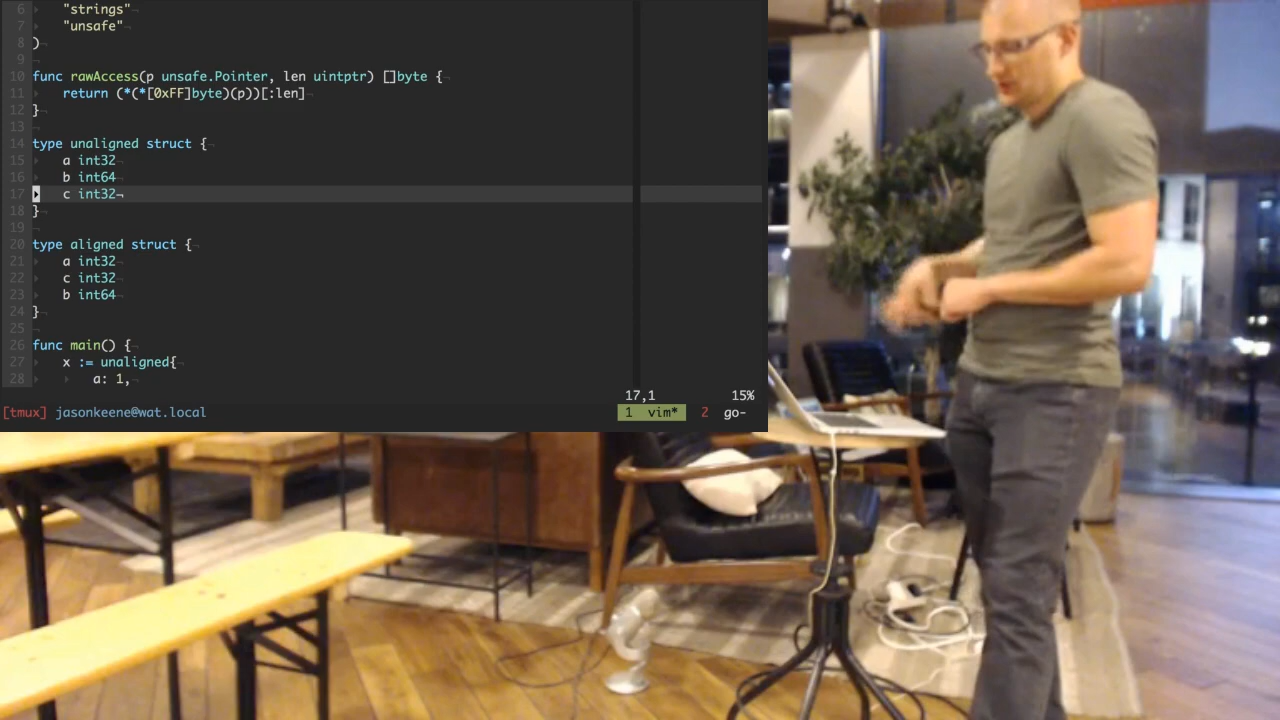 6 "strings"
7 "unsafe"
8 )
9
10 func rawAccess(p unsafe.Pointer, len uintptr) []byte {
11 return (*(*[0xFF]byte)(p))[:len]
12 }
13
14 type unaligned struct {
15 a int32
16 b int64
17 c int32
18 }
19
20 type aligned struct {
21 a int32
22 c int32
23 b int64
24 }
25
26 func main() {
27 x := unaligned{
28 a: 1,
17,1 15%
[tmux] jasonkeene@wat.local 1 vim* 2 go-